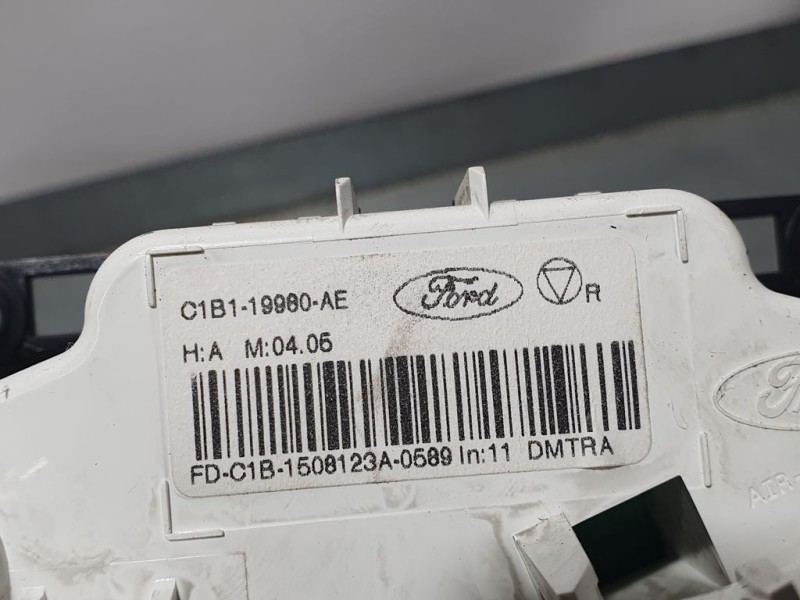 C1B1-19980-AE
Ford
R
H:A M:04.05
FD-C1B-1508123A-0589 In:11 DMTRA